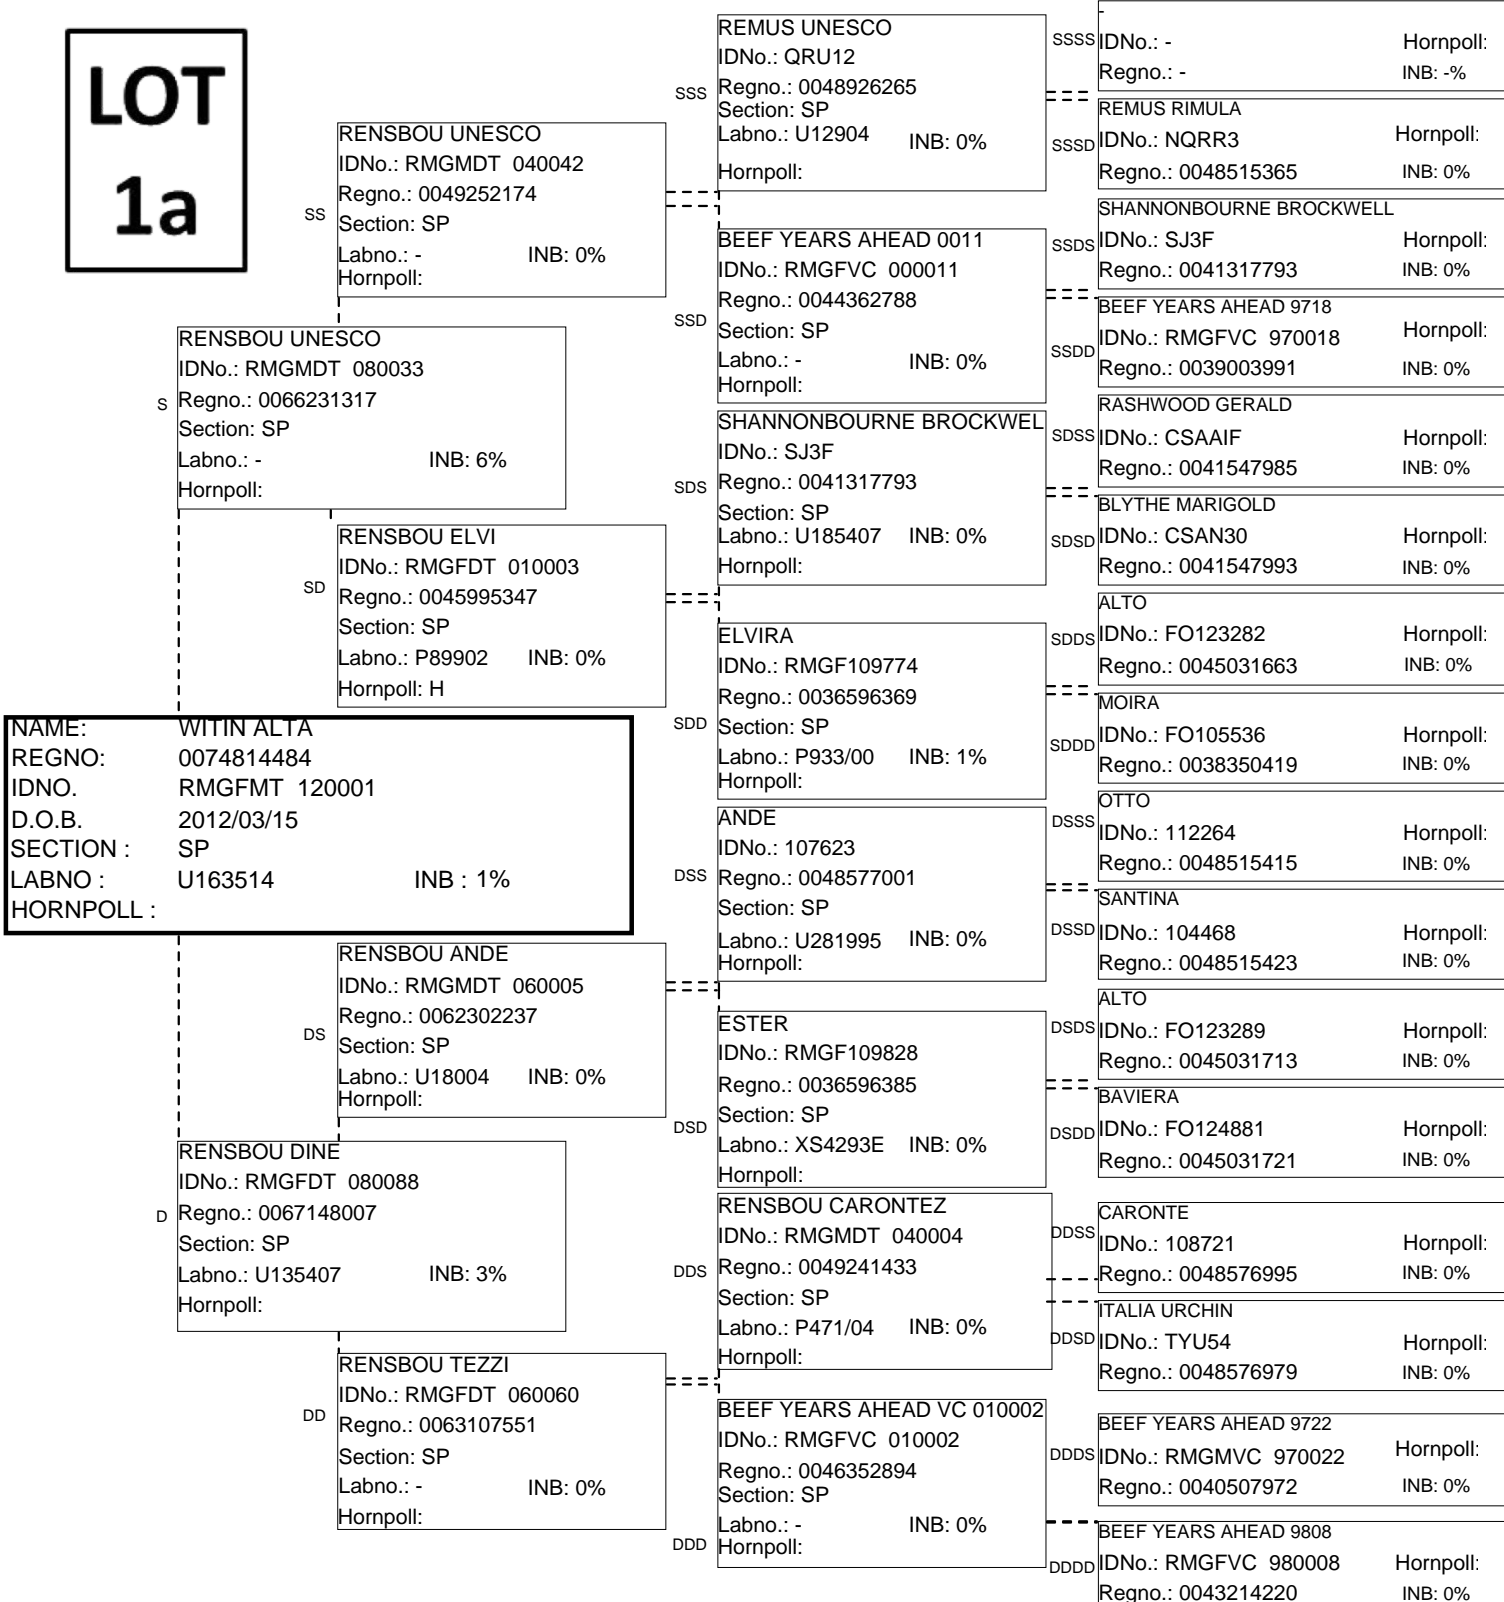 LOT
1a
SS
RENSBOU UNESCO
IDNo.: RMGMDT 040042
Regno.: 0049252174
Section: SP
Labno.: - INB: 0%
Hornpoll:
S
RENSBOU UNESCO
IDNo.: RMGMDT 080033
Regno.: 0066231317
Section: SP
Labno.: - INB: 6%
Hornpoll:
SD
RENSBOU ELVI
IDNo.: RMGFDT 010003
Regno.: 0045995347
Section: SP
Labno.: P89902 INB: 0%
Hornpoll: H
NAME: WITIN ALTA
REGNO: 0074814484
IDNO. RMGFMT 120001
D.O.B. 2012/03/15
SECTION : SP
LABNO : U163514 INB : 1%
HORNPOLL :
DS
RENSBOU ANDE
IDNo.: RMGMDT 060005
Regno.: 0062302237
Section: SP
Labno.: U18004 INB: 0%
Hornpoll:
D
RENSBOU DINE
IDNo.: RMGFDT 080088
Regno.: 0067148007
Section: SP
Labno.: U135407 INB: 3%
Hornpoll:
DD
RENSBOU TEZZI
IDNo.: RMGFDT 060060
Regno.: 0063107551
Section: SP
Labno.: - INB: 0%
Hornpoll:
SSS
REMUS UNESCO
IDNo.: QRU12
Regno.: 0048926265
Section: SP
Labno.: U12904 INB: 0%
Hornpoll:
SSD
BEEF YEARS AHEAD 0011
IDNo.: RMGFVC 000011
Regno.: 0044362788
Section: SP
Labno.: - INB: 0%
Hornpoll:
SDS
SHANNONBOURNE BROCKWEL
IDNo.: SJ3F
Regno.: 0041317793
Section: SP
Labno.: U185407 INB: 0%
Hornpoll:
SDD
ELVIRA
IDNo.: RMGF109774
Regno.: 0036596369
Section: SP
Labno.: P933/00 INB: 1%
Hornpoll:
DSS
ANDE
IDNo.: 107623
Regno.: 0048577001
Section: SP
Labno.: U281995 INB: 0%
Hornpoll:
DSD
ESTER
IDNo.: RMGF109828
Regno.: 0036596385
Section: SP
Labno.: XS4293E INB: 0%
Hornpoll:
DDS
RENSBOU CARONTEZ
IDNo.: RMGMDT 040004
Regno.: 0049241433
Section: SP
Labno.: P471/04 INB: 0%
Hornpoll:
DDD
BEEF YEARS AHEAD VC 010002
IDNo.: RMGFVC 010002
Regno.: 0046352894
Section: SP
Labno.: - INB: 0%
Hornpoll:
SSSS
-
IDNo.: - Hornpoll:
Regno.: - INB: -%
SSSD
REMUS RIMULA
IDNo.: NQRR3 Hornpoll:
Regno.: 0048515365 INB: 0%
SSDS
SHANNONBOURNE BROCKWELL
IDNo.: SJ3F Hornpoll:
Regno.: 0041317793 INB: 0%
SSDD
BEEF YEARS AHEAD 9718
IDNo.: RMGFVC 970018 Hornpoll:
Regno.: 0039003991 INB: 0%
SDSS
RASHWOOD GERALD
IDNo.: CSAAIF Hornpoll:
Regno.: 0041547985 INB: 0%
SDSD
BLYTHE MARIGOLD
IDNo.: CSAN30 Hornpoll:
Regno.: 0041547993 INB: 0%
SDDS
ALTO
IDNo.: FO123282 Hornpoll:
Regno.: 0045031663 INB: 0%
SDDD
MOIRA
IDNo.: FO105536 Hornpoll:
Regno.: 0038350419 INB: 0%
DSSS
OTTO
IDNo.: 112264 Hornpoll:
Regno.: 0048515415 INB: 0%
DSSD
SANTINA
IDNo.: 104468 Hornpoll:
Regno.: 0048515423 INB: 0%
DSDS
ALTO
IDNo.: FO123289 Hornpoll:
Regno.: 0045031713 INB: 0%
DSDD
BAVIERA
IDNo.: FO124881 Hornpoll:
Regno.: 0045031721 INB: 0%
DDSS
CARONTE
IDNo.: 108721 Hornpoll:
Regno.: 0048576995 INB: 0%
DDSD
ITALIA URCHIN
IDNo.: TYU54 Hornpoll:
Regno.: 0048576979 INB: 0%
DDDS
BEEF YEARS AHEAD 9722
IDNo.: RMGMVC 970022 Hornpoll:
Regno.: 0040507972 INB: 0%
DDDD
BEEF YEARS AHEAD 9808
IDNo.: RMGFVC 980008 Hornpoll:
Regno.: 0043214220 INB: 0%